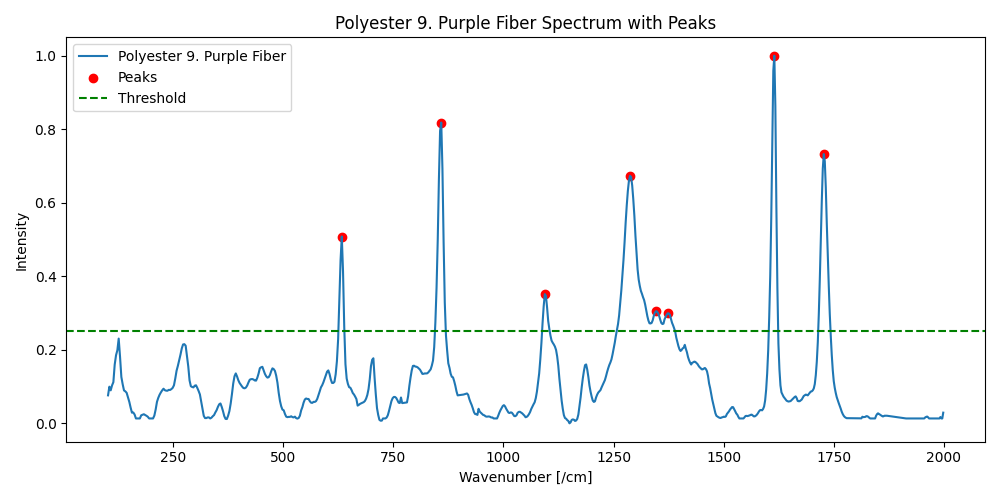 Polyester 9. Purple Fiber Spectrum with Peaks
Polyester 9. Purple Fiber
Peaks
Threshold
1.0
0.8
0.6
0.4
0.2
0.0
Intensity
250
500
750
1000
1250
1500
1750
2000
Wavenumber [/cm]